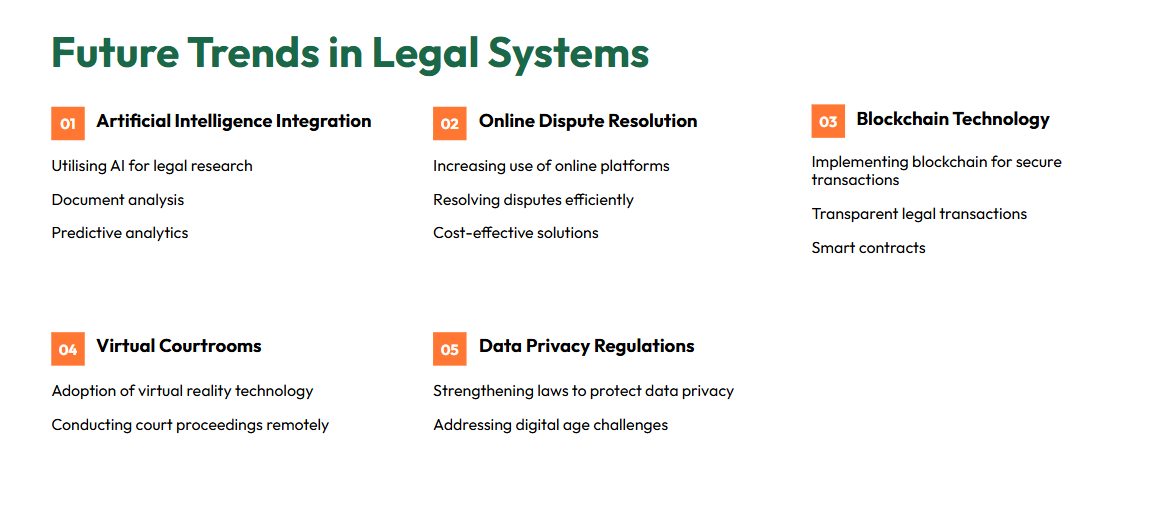 Future Trends in Legal Systems
01 Artificial Intelligence Integration
Utilising AI for legal research
Document analysis
Predictive analytics
02 Online Dispute Resolution
Increasing use of online platforms
Resolving disputes efficiently
Cost-effective solutions
03 Blockchain Technology
Implementing blockchain for secure
transactions
Transparent legal transactions
Smart contracts
04 Virtual Courtrooms
Adoption of virtual reality technology
Conducting court proceedings remotely
05 Data Privacy Regulations
Strengthening laws to protect data privacy
Addressing digital age challenges